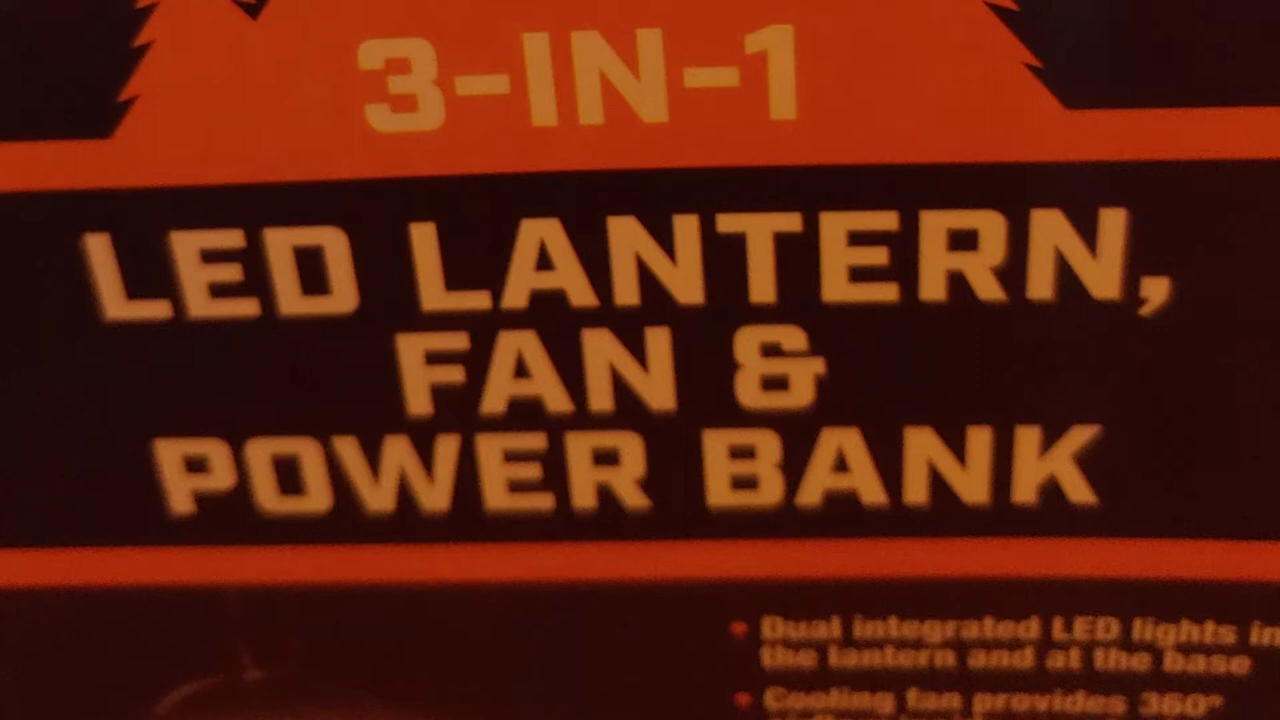 3-IN-1
LED LANTERN,
FAN &
POWER BANK
Dual integrated LED lights in
the lantern and at the base
Cooling fan provides 360°